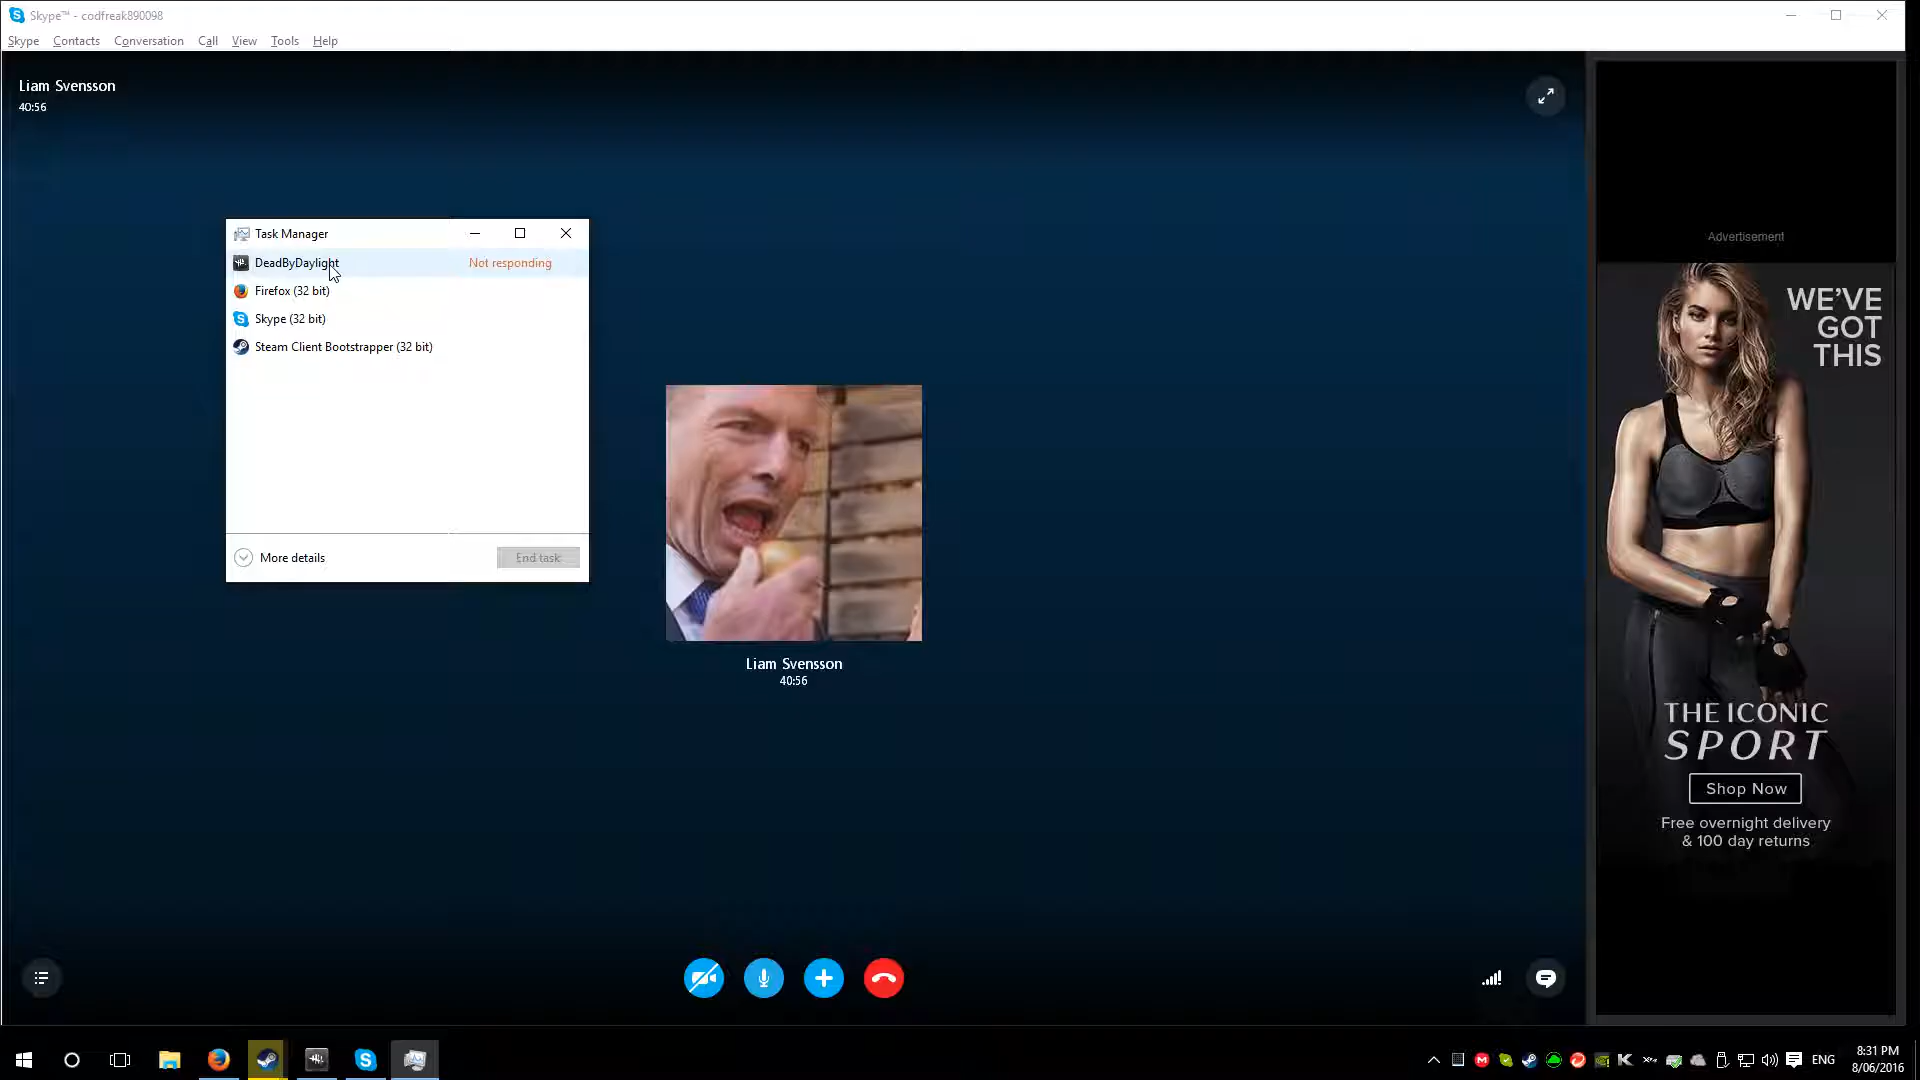 Skype™ - codfreak890098
Skype Contacts Conversation Call View Tools Help
Liam Svensson
40:56
Task Manager
DeadByDaylight Not responding
Firefox (32 bit)
Skype (32 bit)
Steam Client Bootstrapper (32 bit)
More details End task
Liam Svensson
40:56
Advertisement
WE'VE
GOT
THIS
THE ICONIC
SPORT
Shop Now
Free overnight delivery
& 100 day returns
ENG
8:31 PM
8/06/2016